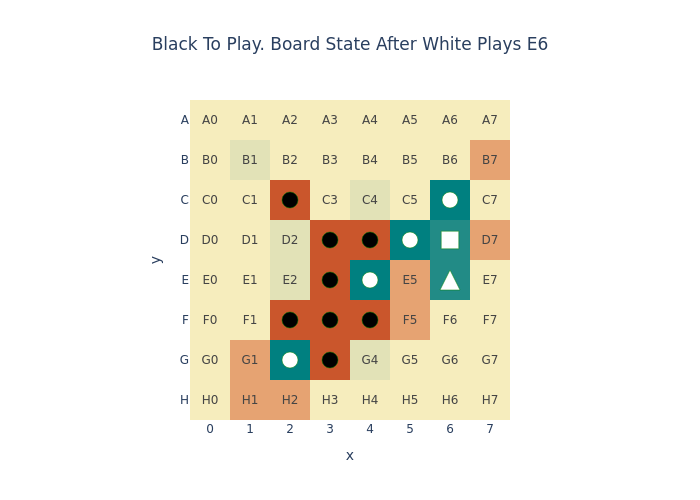 Black To Play. Board State After White Plays E6
A A0 A1 A2 A3 A4 A5 A6 A7
B B0 B1 B2 B3 B4 B5 B6 B7
C C0 C1 C3 C4 C5 C7
D D0 D1 D2 D7
y
E E0 E1 E2 E5 E7
F F0 F1 F5 F6 F7
G G0 G1 G4 G5 G6 G7
H H0 H1 H2 H3 H4 H5 H6 H7
0 1 2 3 4 5 6 7
x